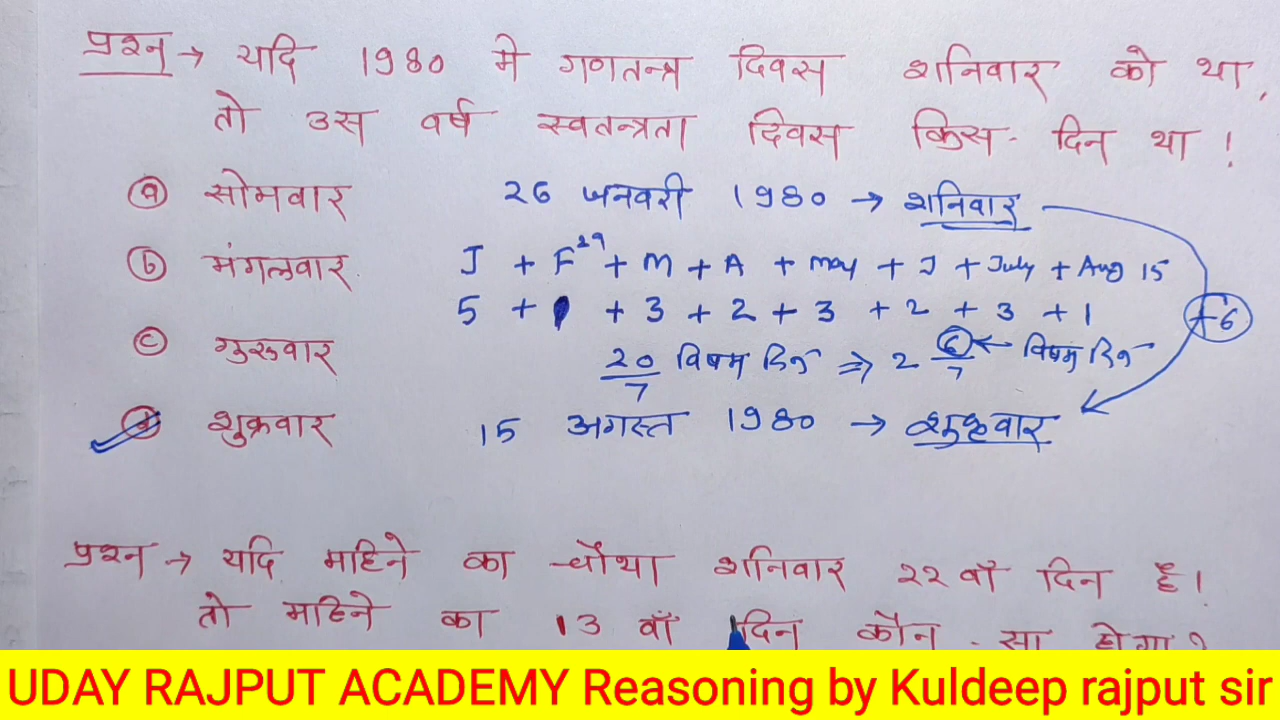 प्रश्न → यदि 1980 मे गणतन्त्र दिवस शनिवार को था,
तो उस वर्ष स्वतन्त्रता दिवस किस दिन था !
(a) सोमवार
26 जनवरी 1980 → शनिवार
(b) मंगलवार
J + F²⁹ + M + A + may + J + July + Aug 15
5 + 1 + 3 + 2 + 3 + 2 + 3 + 1
+6
(c) गुरुवार
20/7 विषम दिन ⇒ 2 6/7 ← विषम दिन
(d) शुक्रवार
15 अगस्त 1980 → शुक्रवार
प्रश्न → यदि महिने का चौथा शनिवार 22 वाँ दिन है।
तो महिने का 13 वाँ दिन कौन - सा होगा ?
UDAY RAJPUT ACADEMY Reasoning by Kuldeep rajput sir